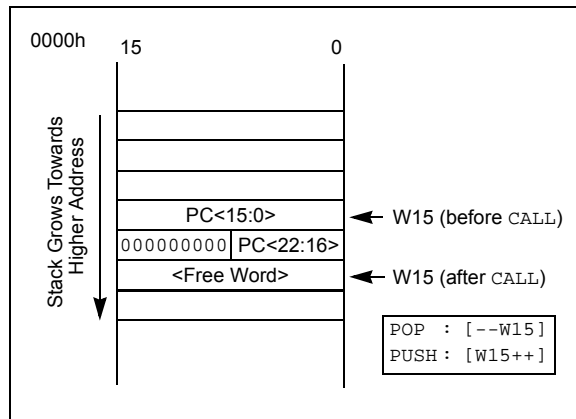 0000h
15 0
Stack Grows Towards
Higher Address
PC<15:0>
W15 (before CALL)
000000000 PC<22:16>
<Free Word>
W15 (after CALL)
POP : [--W15]
PUSH : [W15++]